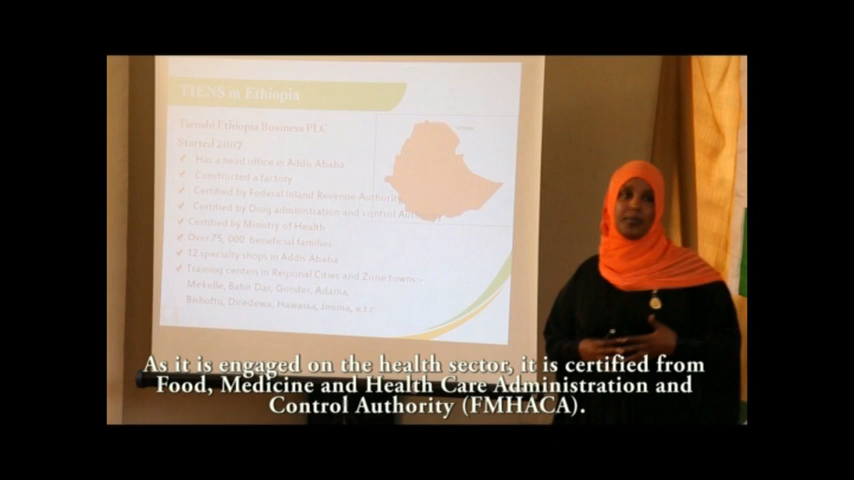 TIENS in Ethiopia
Tienshi Ethiopia Business PLC
Started 2007
✓ Has a head office in Addis Ababa
✓ Constructed a factory
✓ Certified by Federal Inland Revenue Authority
✓ Certified by Drug administration and control
✓ Certified by Ministry of Health
✓ Over 75, 000 beneficial families
✓ 12 specialty shops in Addis Ababa
✓ Training centers in Regional Cities and Zone towns:-
Mekelle, Bahir Dar, Gonder, Adama,
Bishoftu, Diredewa, Hawassa, Jimma, e.t.c
As it is engaged on the health sector, it is certified from
Food, Medicine and Health Care Administration and
Control Authority (FMHACA).